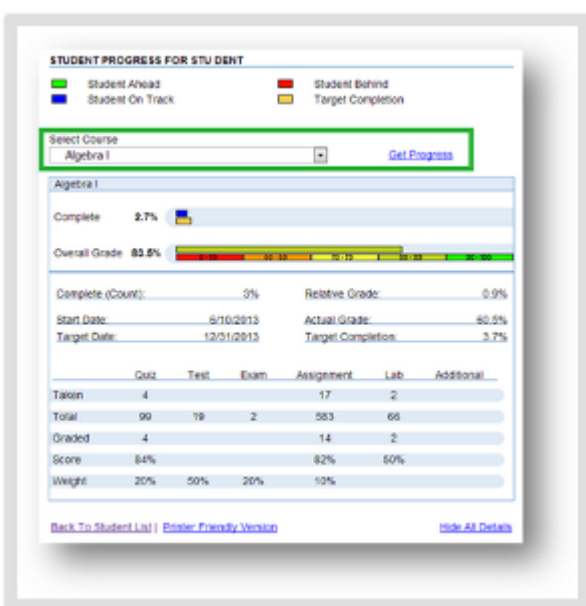 STUDENT PROGRESS FOR STU DENT
Student Ahead
Student Behind
Student On Track
Target Completion
Select Course
Algebra I
Get Progress
Algebra I
Complete 2.7%
Overall Grade 83.5%
90 - 100
Complete (Count): 3% Relative Grade: 0.9%
Start Date: 6/10/2013 Actual Grade: 60.5%
Target Date: 12/31/2013 Target Completion: 3.7%
Quiz Test Exam Assignment Lab Additional
Taken 4 17 2
Total 99 19 2 583 66
Graded 4 14 2
Score 84% 82% 50%
Weight 20% 50% 20% 10%
Back To Student List | Printer Friendly Version Hide All Details